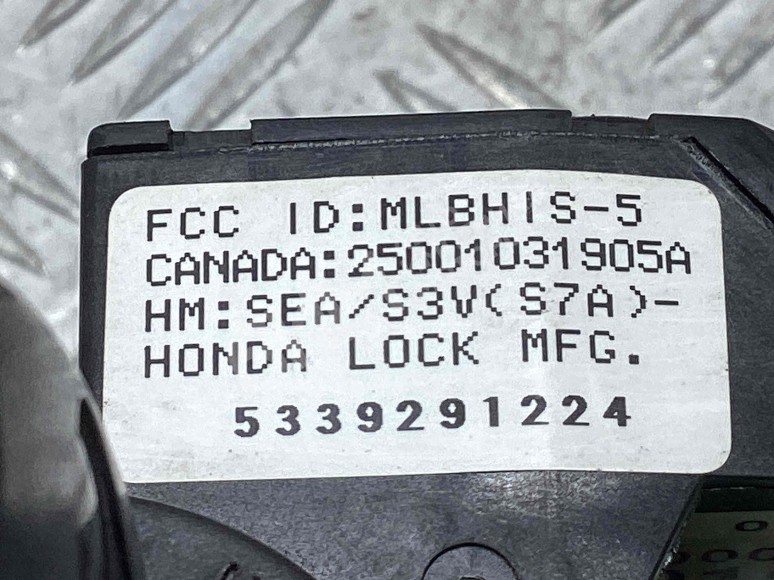 FCC ID:MLBHIS-5
CANADA:25001031905A
HM:SEA/S3V(S7A)-
HONDA LOCK MFG.
5339291224